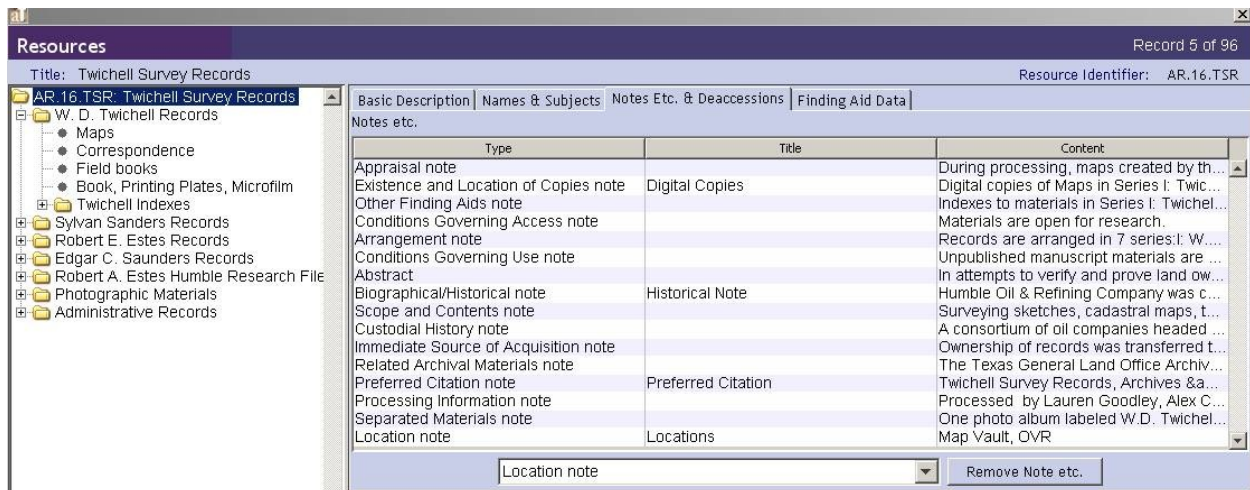 Resources Record 5 of 96
Title: Twichell Survey Records Resource Identifier: AR.16.TSR
AR.16.TSR: Twichell Survey Records
W. D. Twichell Records
Maps
Correspondence
Field books
Book, Printing Plates, Microfilm
Twichell Indexes
Sylvan Sanders Records
Robert E. Estes Records
Edgar C. Saunders Records
Robert A. Estes Humble Research File
Photographic Materials
Administrative Records
Basic Description Names & Subjects Notes Etc. & Deaccessions Finding Aid Data
Notes etc.
Type Title Content
Appraisal note During processing, maps created by th...
Existence and Location of Copies note Digital Copies Digital copies of Maps in Series I: Twic...
Other Finding Aids note Indexes to materials in Series I: Twichel...
Conditions Governing Access note Materials are open for research.
Arrangement note Records are arranged in 7 series:I: W....
Conditions Governing Use note Unpublished manuscript materials are ...
Abstract In attempts to verify and prove land ow...
Biographical/Historical note Historical Note Humble Oil & Refining Company was c...
Scope and Contents note Surveying sketches, cadastral maps, t...
Custodial History note A consortium of oil companies headed ...
Immediate Source of Acquisition note Ownership of records was transferred t...
Related Archival Materials note The Texas General Land Office Archiv...
Preferred Citation note Preferred Citation Twichell Survey Records, Archives &a...
Processing Information note Processed by Lauren Goodley, Alex C...
Separated Materials note One photo album labeled W.D. Twichel...
Location note Locations Map Vault, OVR
Location note Remove Note etc.